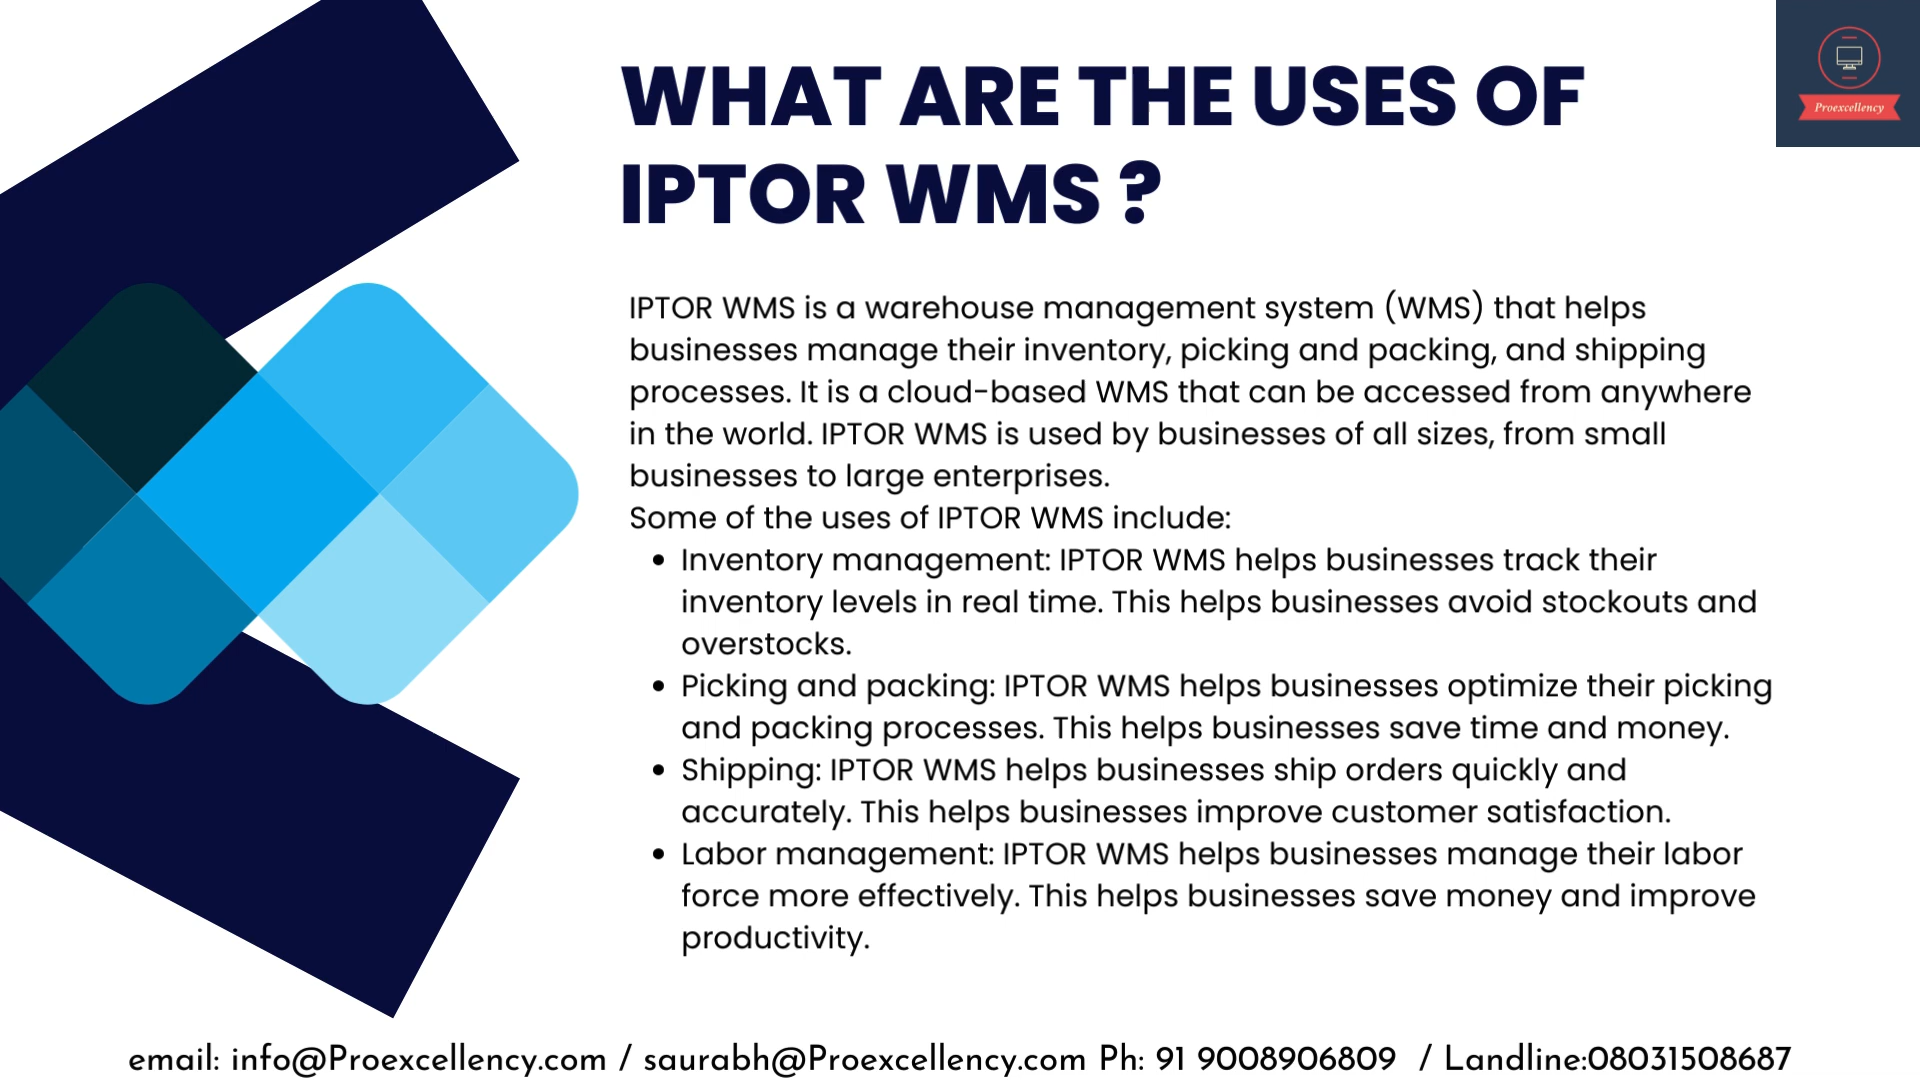 WHAT ARE THE USES OF
IPTOR WMS ?
Proexcellency
IPTOR WMS is a warehouse management system (WMS) that helps
businesses manage their inventory, picking and packing, and shipping
processes. It is a cloud-based WMS that can be accessed from anywhere
in the world. IPTOR WMS is used by businesses of all sizes, from small
businesses to large enterprises.
Some of the uses of IPTOR WMS include:
• Inventory management: IPTOR WMS helps businesses track their
inventory levels in real time. This helps businesses avoid stockouts and
overstocks.
• Picking and packing: IPTOR WMS helps businesses optimize their picking
and packing processes. This helps businesses save time and money.
• Shipping: IPTOR WMS helps businesses ship orders quickly and
accurately. This helps businesses improve customer satisfaction.
• Labor management: IPTOR WMS helps businesses manage their labor
force more effectively. This helps businesses save money and improve
productivity.
email: info@Proexcellency.com / saurabh@Proexcellency.com Ph: 91 9008906809 / Landline:08031508687